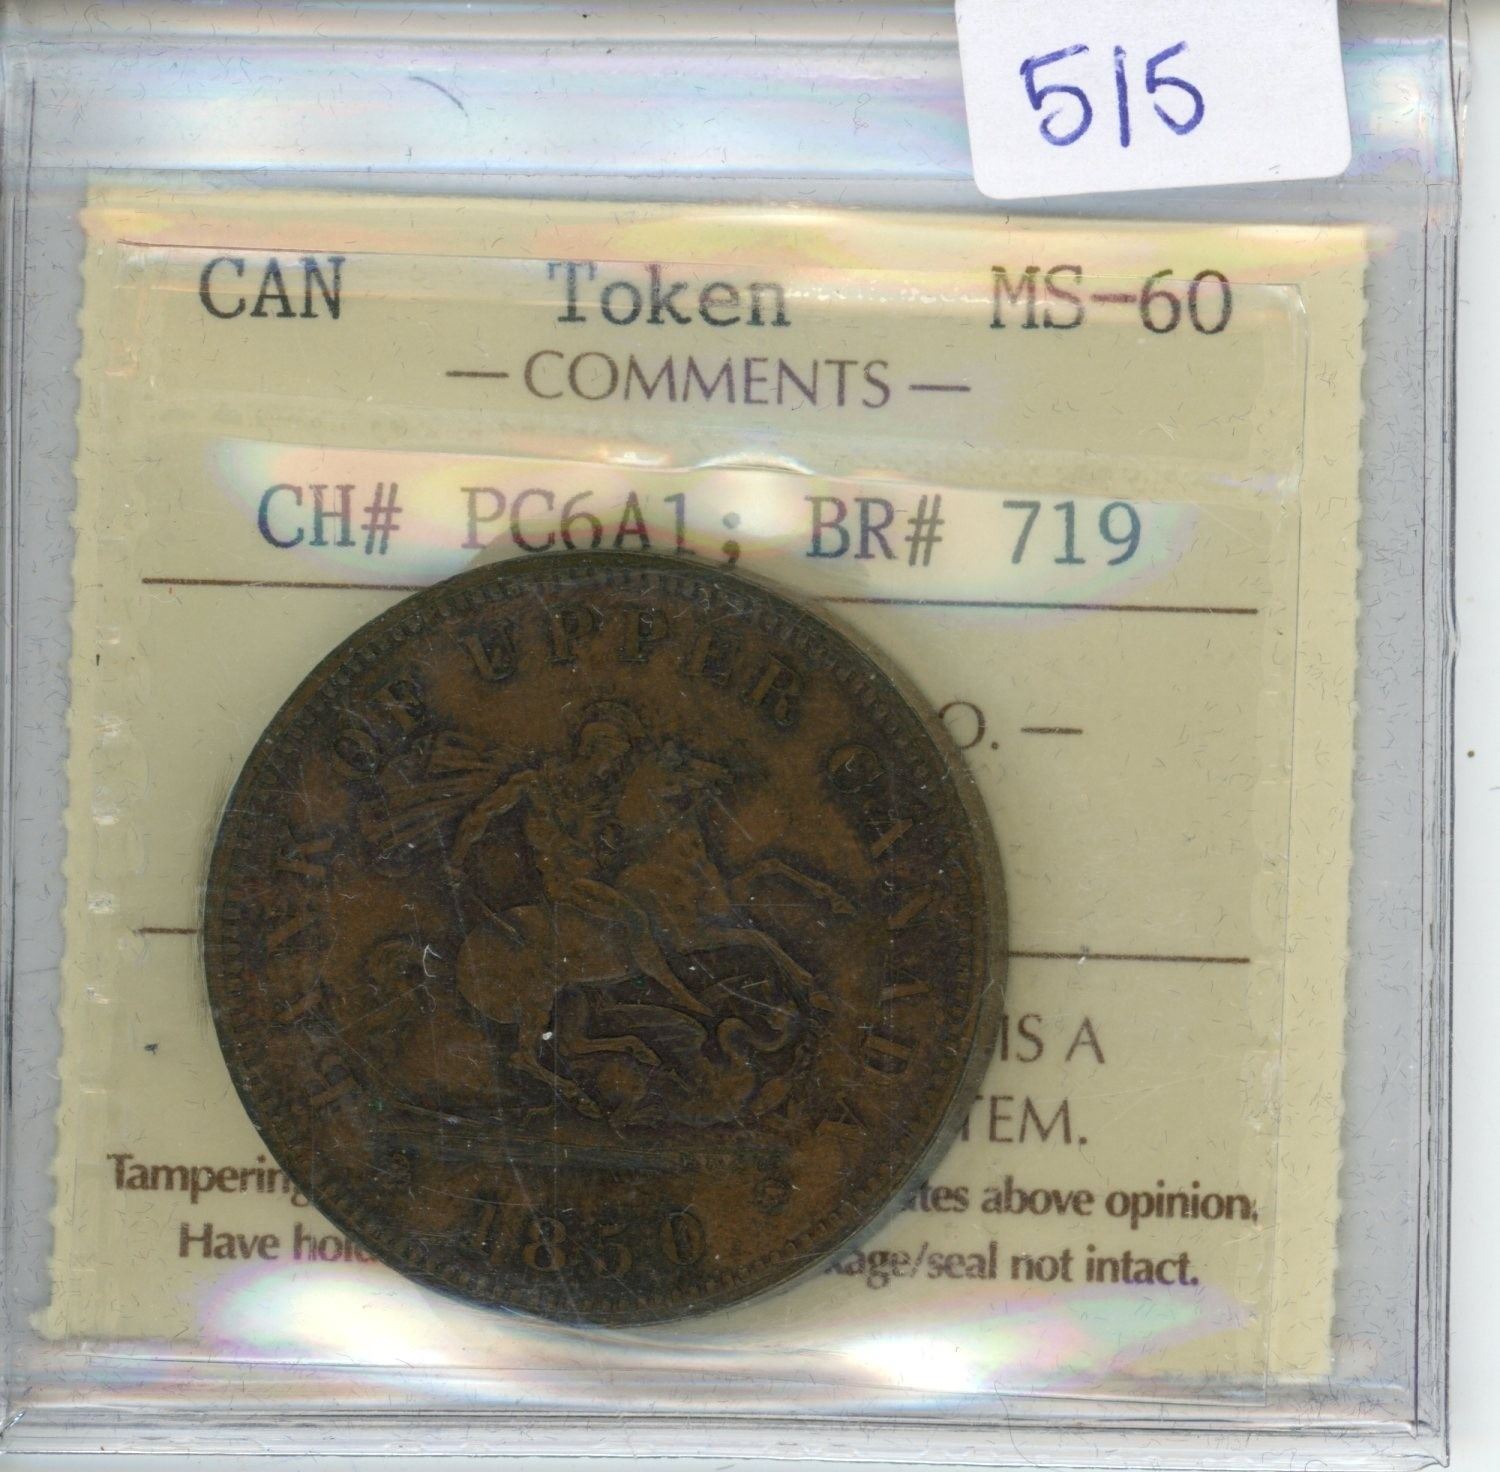 515
CAN Token MS-60
— COMMENTS —
CH# PC6A1; BR# 719
BANK OF UPPER CANADA
1850
O. —
IS A
TEM.
Tampering ates above opinion.
Have hold kage/seal not intact.